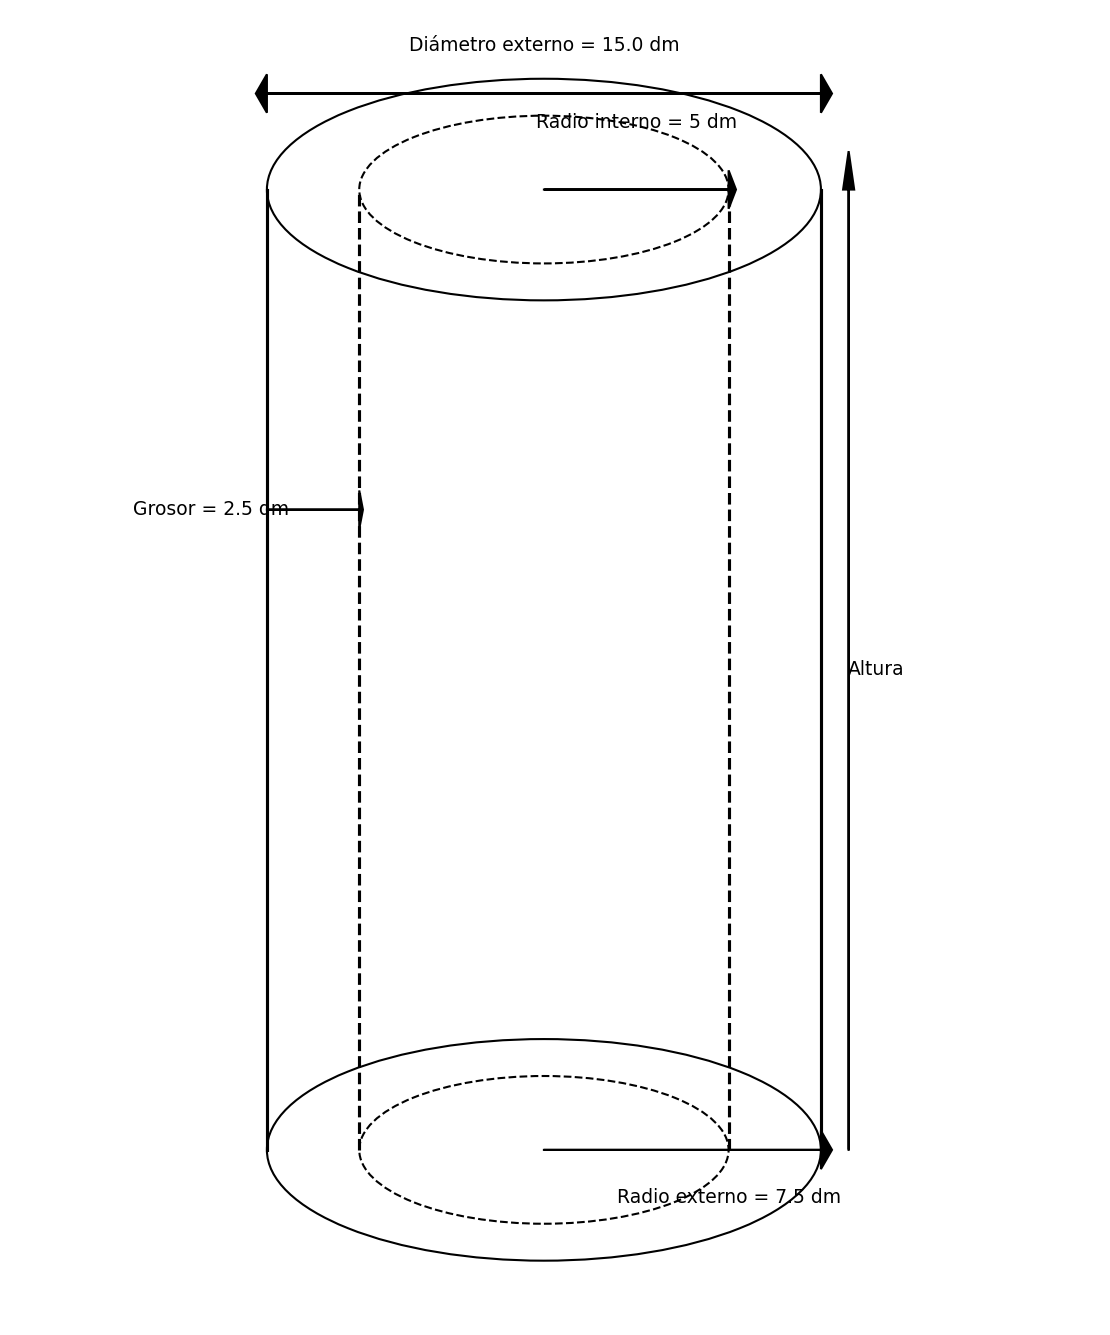 Diámetro externo = 15.0 dm
Radio interno = 5 dm
Grosor = 2.5 dm
Altura
Radio externo = 7.5 dm